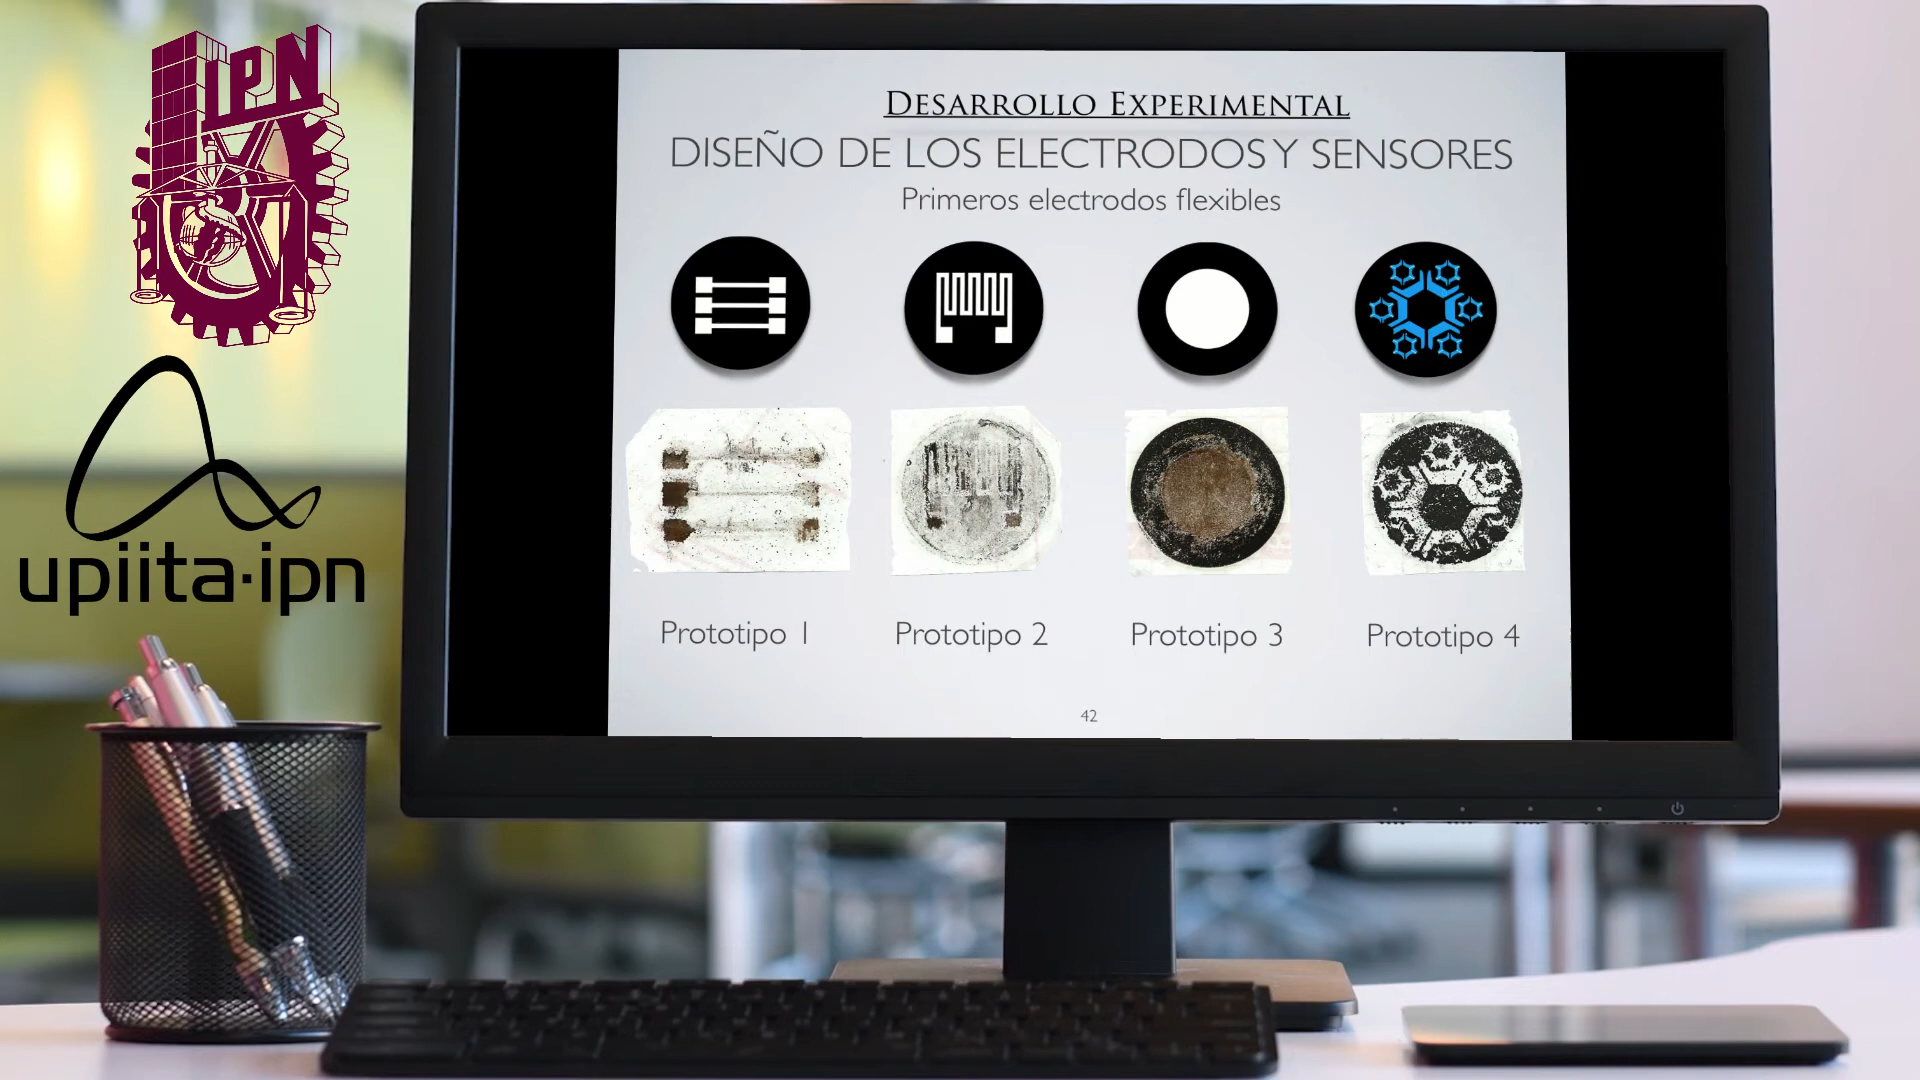 IPN
upiita·ipn
Desarrollo Experimental
DISEÑO DE LOS ELECTRODOS Y SENSORES
Primeros electrodos flexibles
Prototipo 1
Prototipo 2
Prototipo 3
Prototipo 4
42